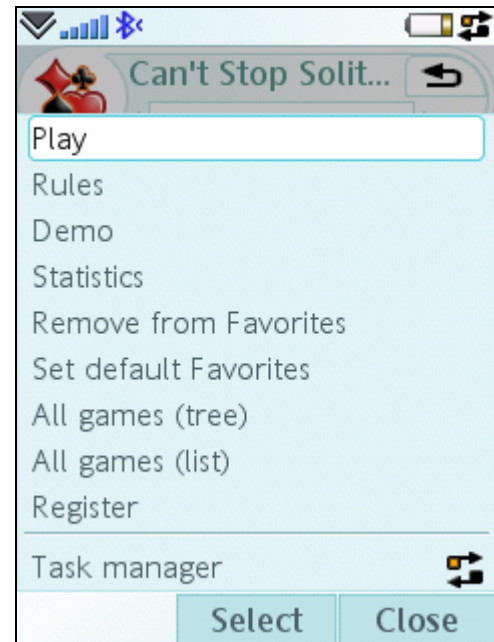 Can't Stop Solit...
Play
Rules
Demo
Statistics
Remove from Favorites
Set default Favorites
All games (tree)
All games (list)
Register
Task manager
Select Close